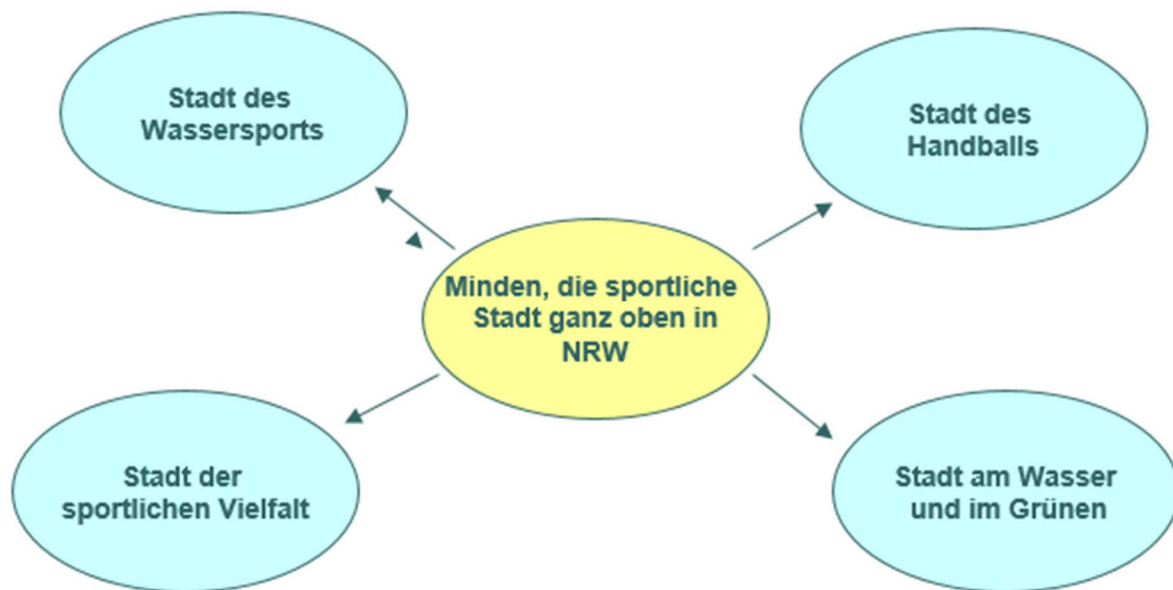 Stadt des
Wassersports
Stadt des
Handballs
Minden, die sportliche
Stadt ganz oben in
NRW
Stadt der
sportlichen Vielfalt
Stadt am Wasser
und im Grünen